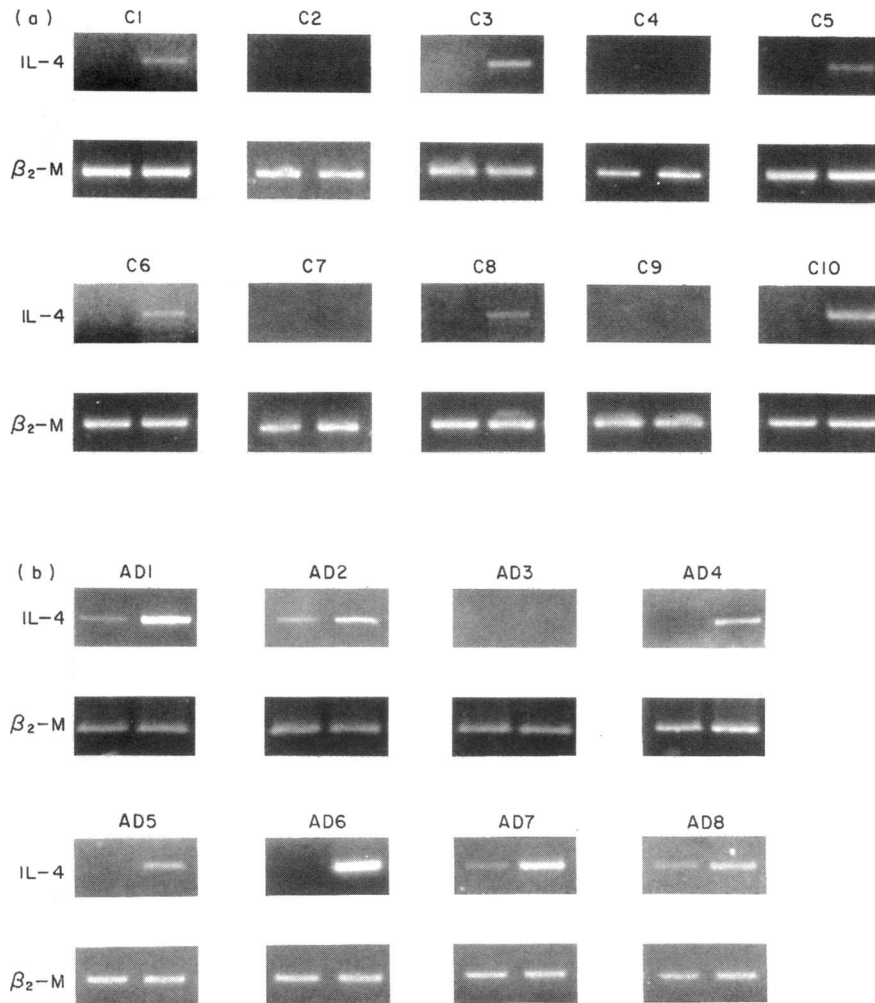 (a) C1 C2 C3 C4 C5
IL-4
β₂-M
C6 C7 C8 C9 C10
IL-4
β₂-M
(b) AD1 AD2 AD3 AD4
IL-4
β₂-M
AD5 AD6 AD7 AD8
IL-4
β₂-M